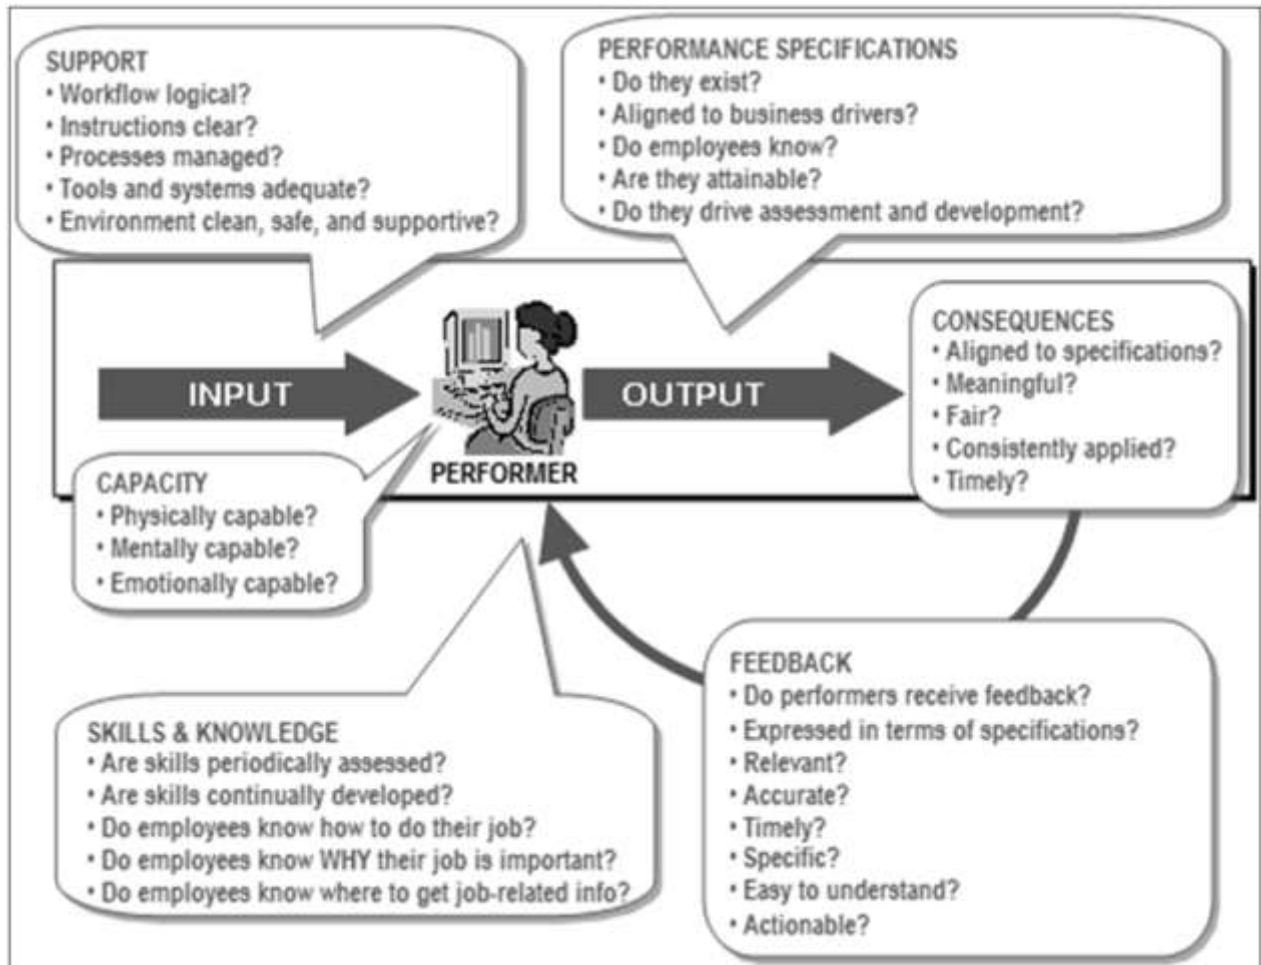 SUPPORT
• Workflow logical?
• Instructions clear?
• Processes managed?
• Tools and systems adequate?
• Environment clean, safe, and supportive?
PERFORMANCE SPECIFICATIONS
• Do they exist?
• Aligned to business drivers?
• Do employees know?
• Are they attainable?
• Do they drive assessment and development?
INPUT
PERFORMER
OUTPUT
CONSEQUENCES
• Aligned to specifications?
• Meaningful?
• Fair?
• Consistently applied?
• Timely?
CAPACITY
• Physically capable?
• Mentally capable?
• Emotionally capable?
SKILLS & KNOWLEDGE
• Are skills periodically assessed?
• Are skills continually developed?
• Do employees know how to do their job?
• Do employees know WHY their job is important?
• Do employees know where to get job-related info?
FEEDBACK
• Do performers receive feedback?
• Expressed in terms of specifications?
• Relevant?
• Accurate?
• Timely?
• Specific?
• Easy to understand?
• Actionable?